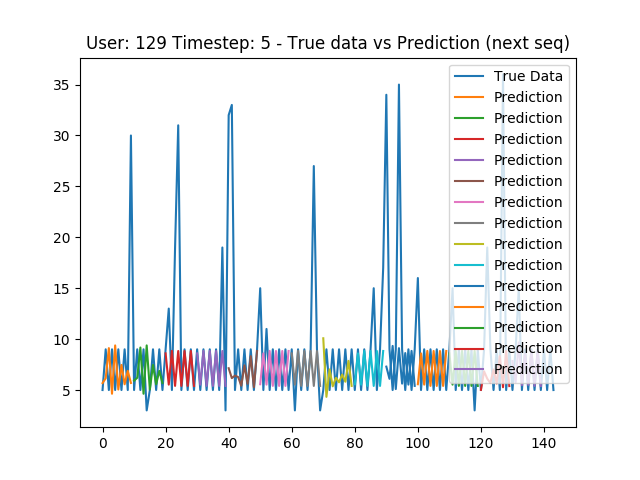 User: 129 Timestep: 5 - True data vs Prediction (next seq)
35
30
25
20
15
10
5
0
20
40
60
80
100
120
140
True Data
Prediction
Prediction
Prediction
Prediction
Prediction
Prediction
Prediction
Prediction
Prediction
Prediction
Prediction
Prediction
Prediction
Prediction